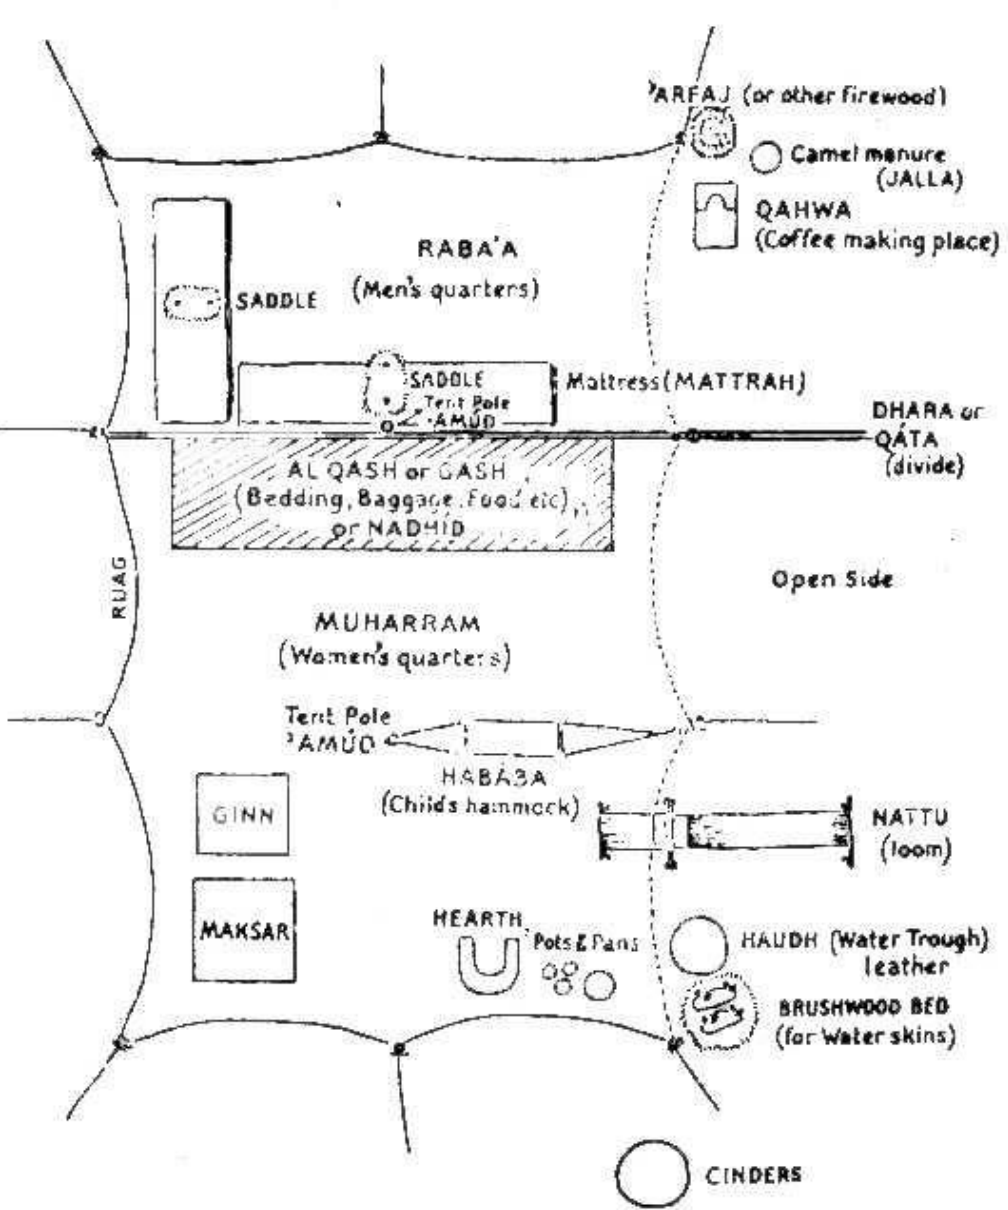 'ARFAJ (or other firewood)
Camel manure
(JALLA)
QAHWA
(Coffee making place)
RABA'A
(Men's quarters)
SADDLE
SADDLE
Tent Pole
'AMÚD
Mattress (MATTRAH)
DHARA or
QÁTA
(divide)
AL QASH or GASH
(Bedding, Baggage, Food etc)
or NADHID
RUAG
Open Side
MUHARRAM
(Women's quarters)
Tent Pole
'AMÚD
HABÁBA
(Childs hammock)
GINN
NATTU
(loom)
MAKSAR
HEARTH
Pots & Pans
HAUDH (Water Trough)
leather
BRUSHWOOD BED
(for Water skins)
CINDERS